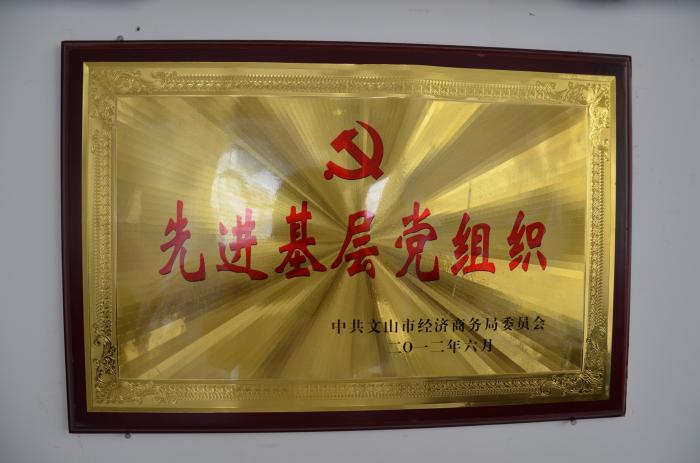 先进基层党组织
中共文山市经济商务局委员会
二〇一二年六月